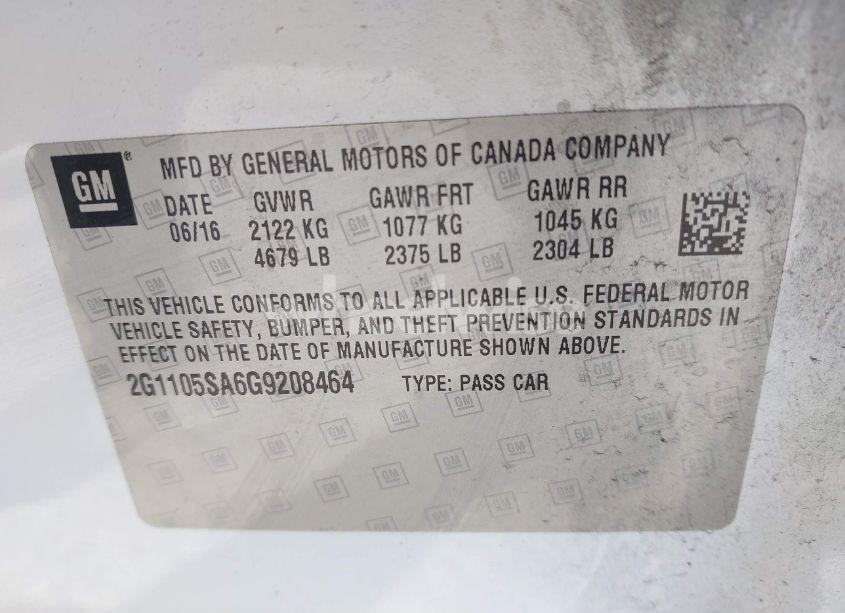 GM
MFD BY GENERAL MOTORS OF CANADA COMPANY
DATE GVWR GAWR FRT GAWR RR
06/16 2122 KG 1077 KG 1045 KG
4679 LB 2375 LB 2304 LB
THIS VEHICLE CONFORMS TO ALL APPLICABLE U.S. FEDERAL MOTOR
VEHICLE SAFETY, BUMPER, AND THEFT PREVENTION STANDARDS IN
EFFECT ON THE DATE OF MANUFACTURE SHOWN ABOVE.
2G1105SA6G9208464 TYPE: PASS CAR